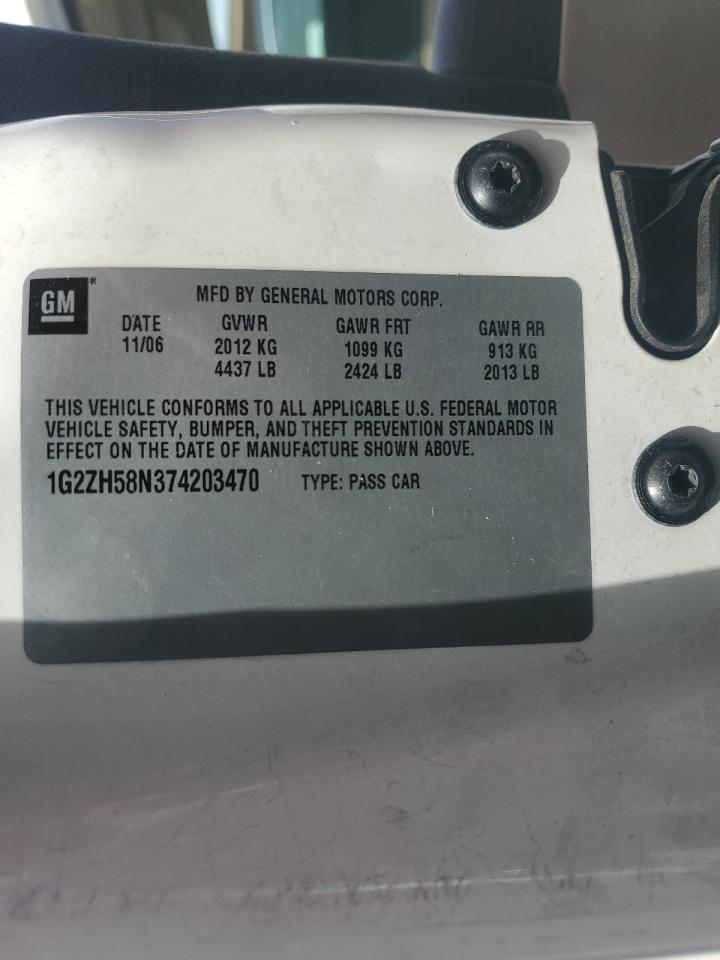 GM ® MFD BY GENERAL MOTORS CORP.
DATE GVWR GAWR FRT GAWR RR
11/06 2012 KG 1099 KG 913 KG
4437 LB 2424 LB 2013 LB
THIS VEHICLE CONFORMS TO ALL APPLICABLE U.S. FEDERAL MOTOR
VEHICLE SAFETY, BUMPER, AND THEFT PREVENTION STANDARDS IN
EFFECT ON THE DATE OF MANUFACTURE SHOWN ABOVE.
1G2ZH58N374203470 TYPE: PASS CAR